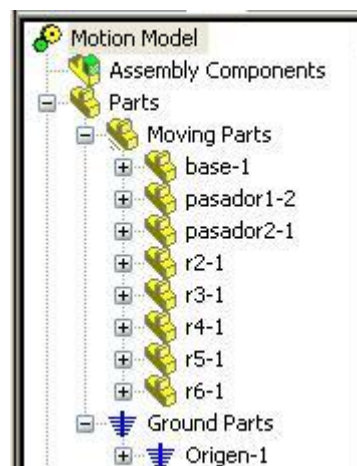 Motion Model
Assembly Components
Parts
Moving Parts
base-1
pasador1-2
pasador2-1
r2-1
r3-1
r4-1
r5-1
r6-1
Ground Parts
Origen-1